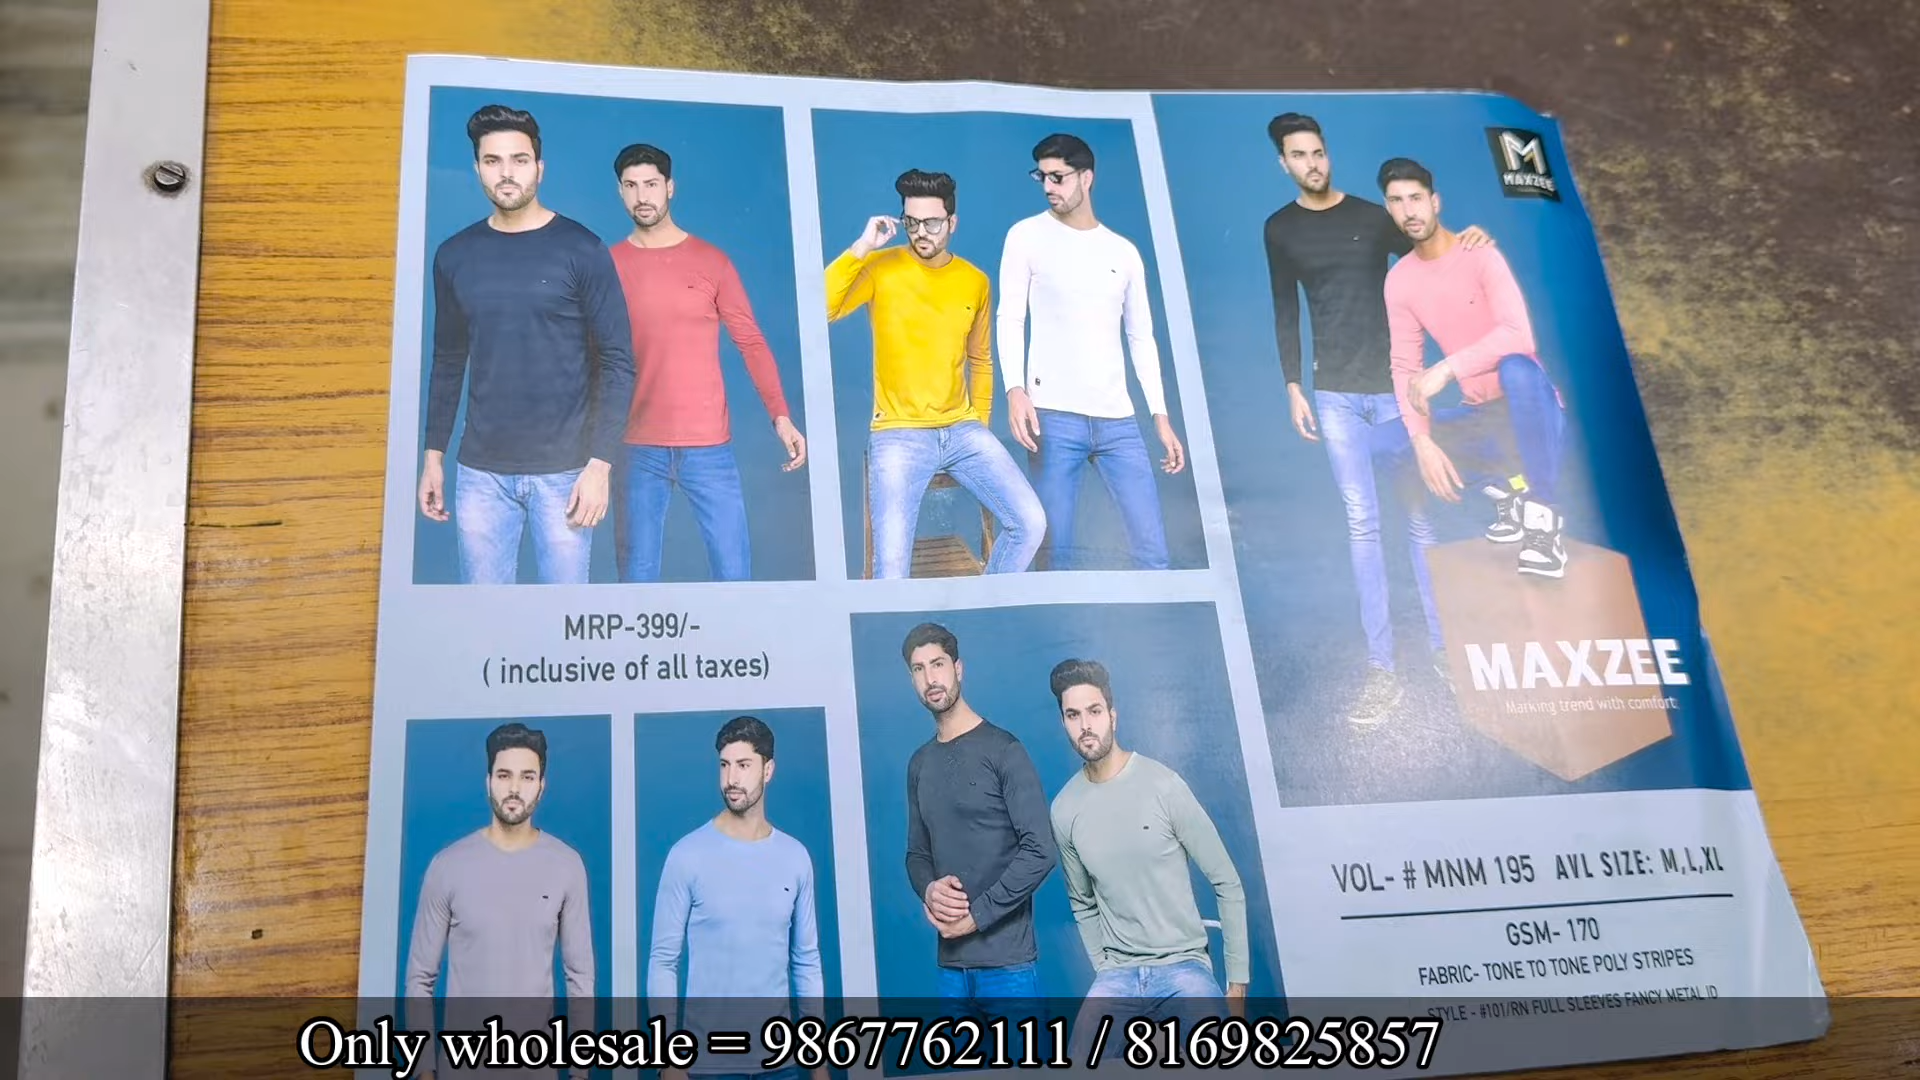 M
MAXZEE
MRP-399/-
( inclusive of all taxes)
MAXZEE
Marking trend with comfort
VOL- # MNM 195 AVL SIZE: M,L,XL
GSM- 170
FABRIC- TONE TO TONE POLY STRIPES
STYLE - #101/RN FULL SLEEVES FANCY METAL ID
Only wholesale = 9867762111 / 8169825857